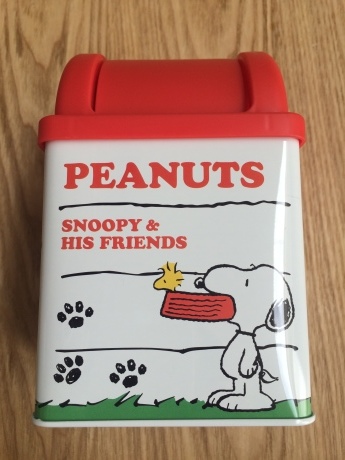 PEANUTS
SNOOPY &
HIS FRIENDS